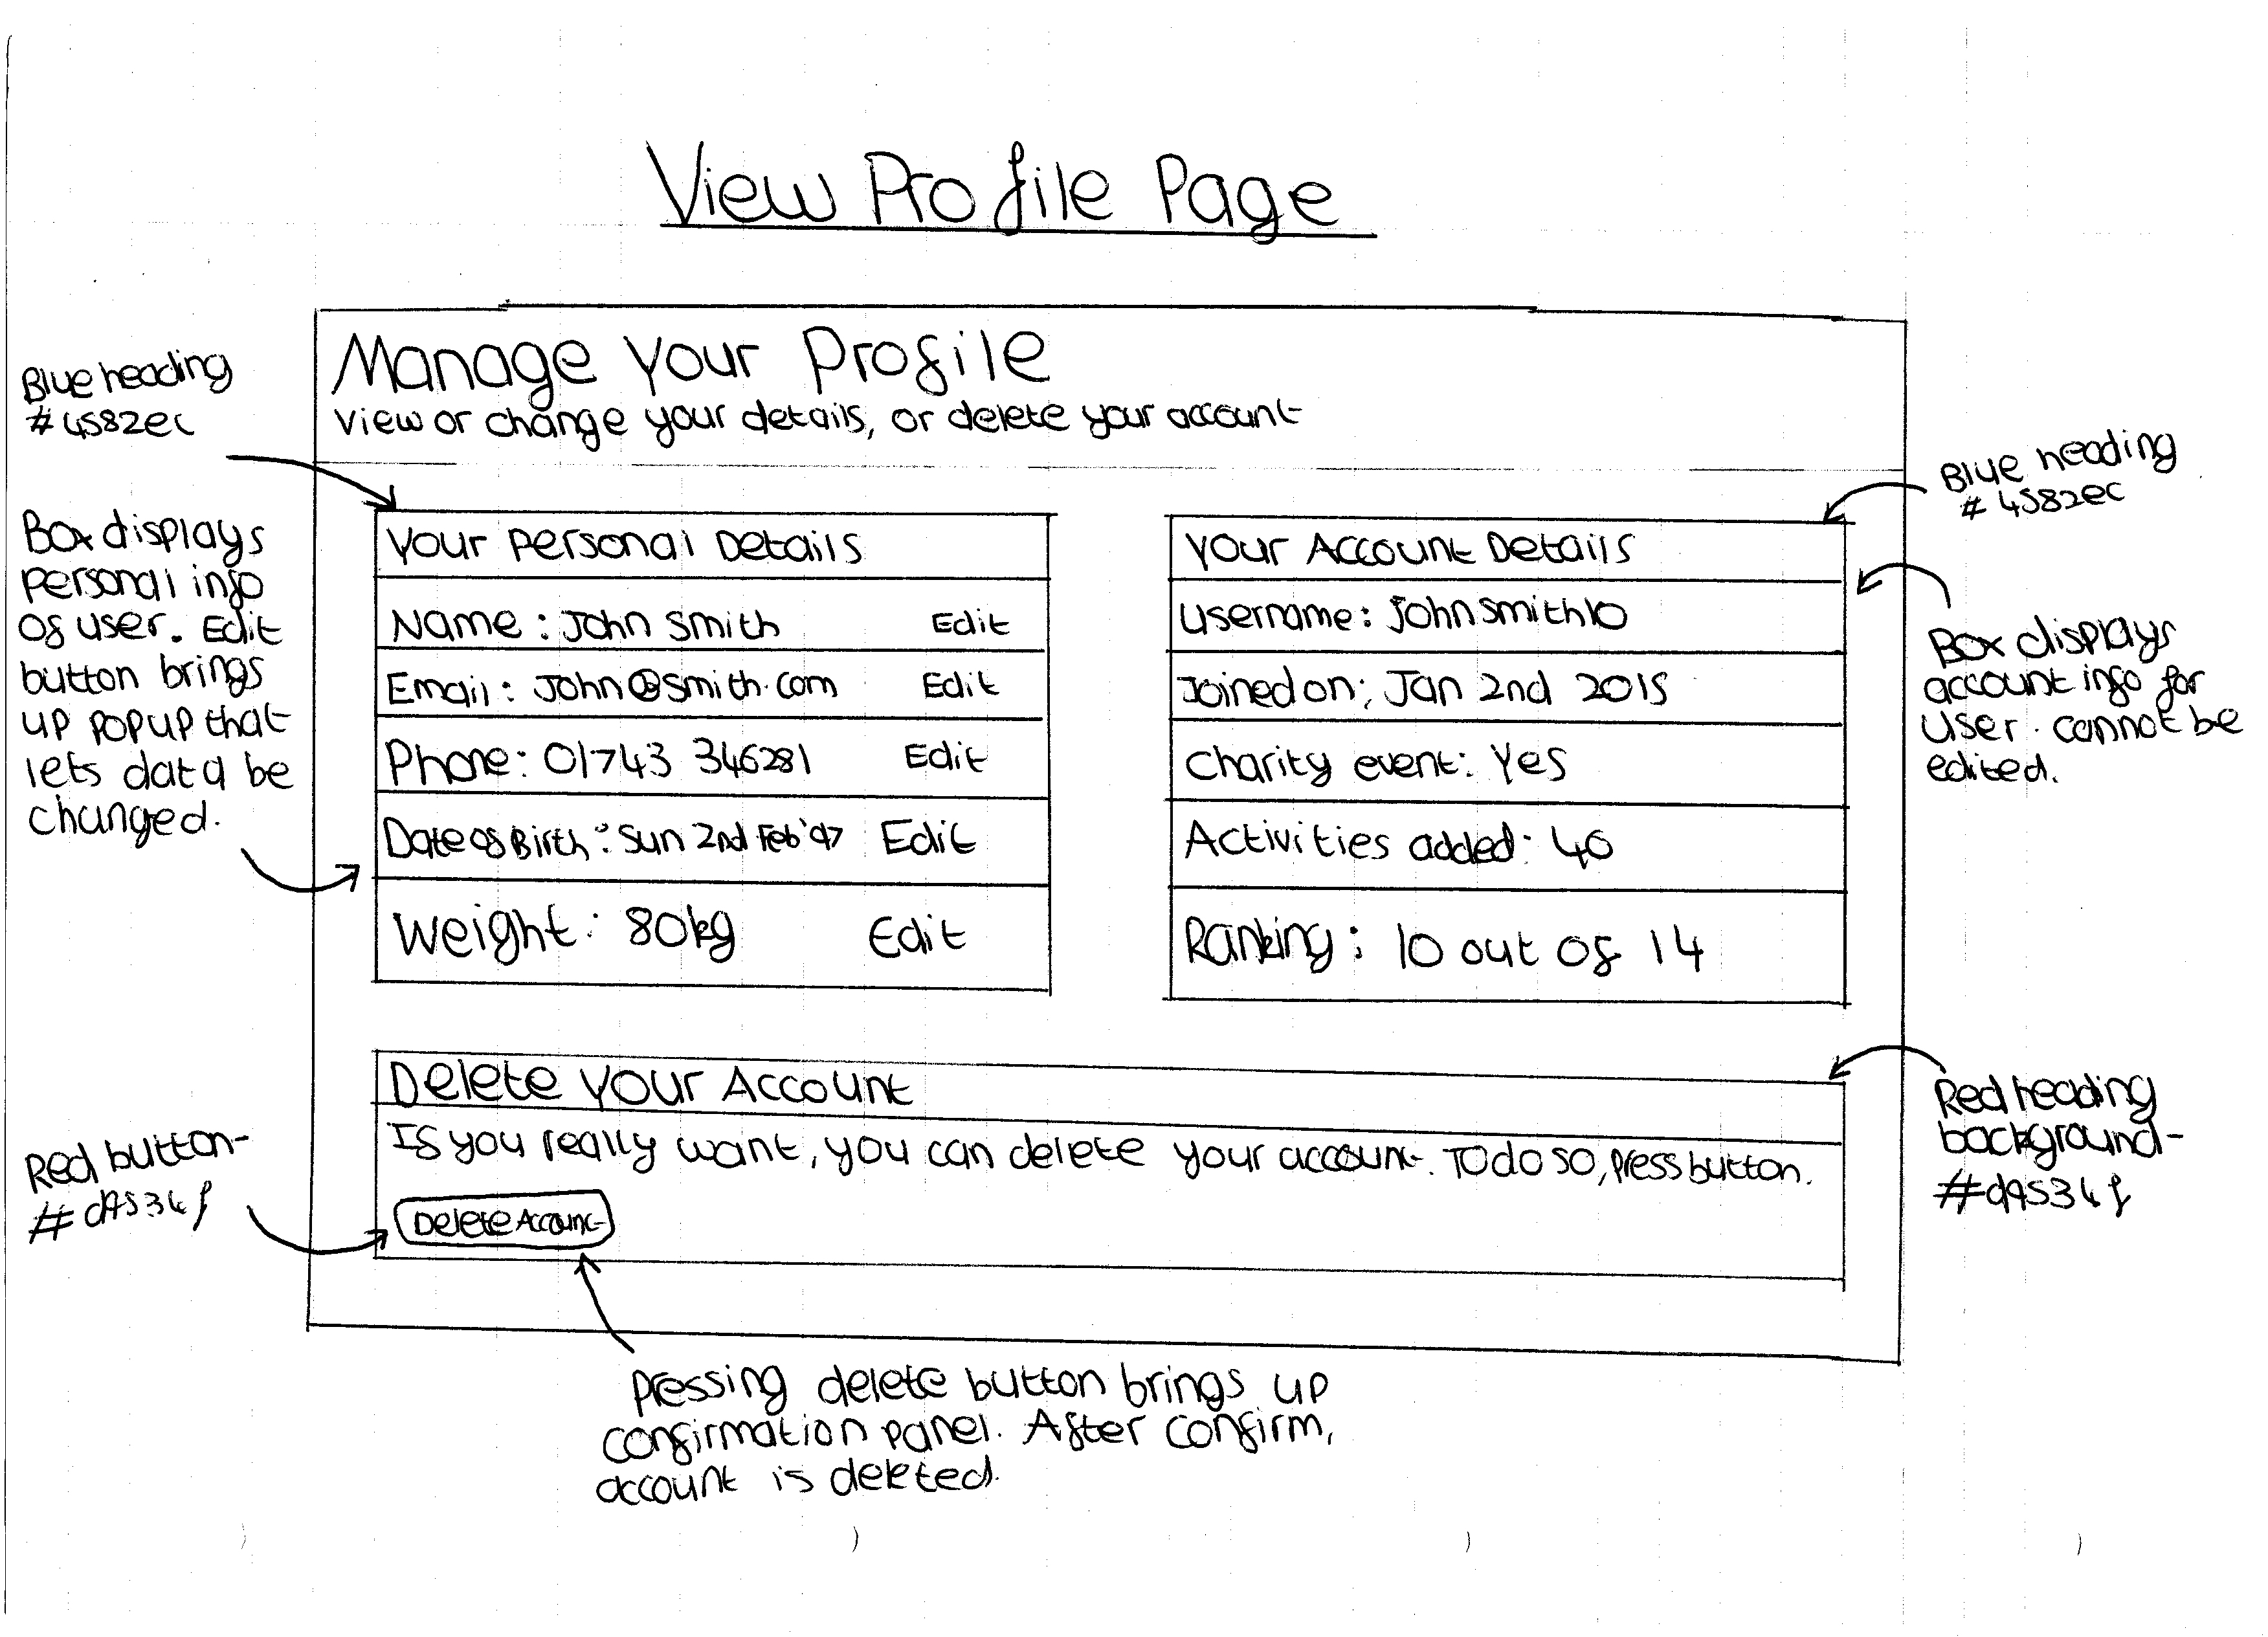 View Profile Page
Manage Your Profile
View or change your details, or delete your account
Blue heading
#4582ec
Box displays
personal info
of user. Edit
button brings
up popup that
lets data be
changed.
Your Personal Details
Name : John Smith Edit
Email : John@smith.com Edit
Phone: 01743 346281 Edit
Date of Birth : Sun 2nd Feb '97 Edit
Weight : 80kg Edit
Your Account Details
Username : Johnsmith10
Joined on: Jan 2nd 2015
Charity event: Yes
Activities added: 40
Ranking : 10 out of 14
Blue heading
#4582ec
Box displays
account info for
user. cannot be
edited.
Delete Your Account
If you really want, you can delete your account. To do so, press button.
Delete Account
Red button-
#d9534f
Red heading
background-
#d9534f
Pressing delete button brings up
confirmation panel. After confirm,
account is deleted.